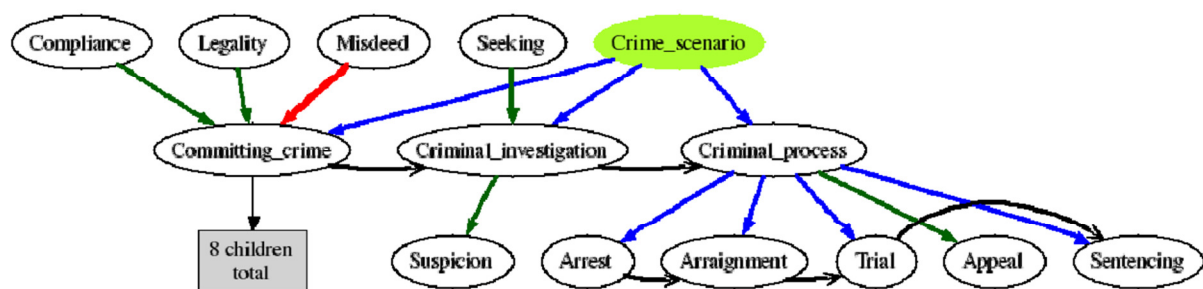 Compliance
Legality
Misdeed
Seeking
Crime_scenario
Committing_crime
Criminal_investigation
Criminal_process
8 children
total
Suspicion
Arrest
Arraignment
Trial
Appeal
Sentencing